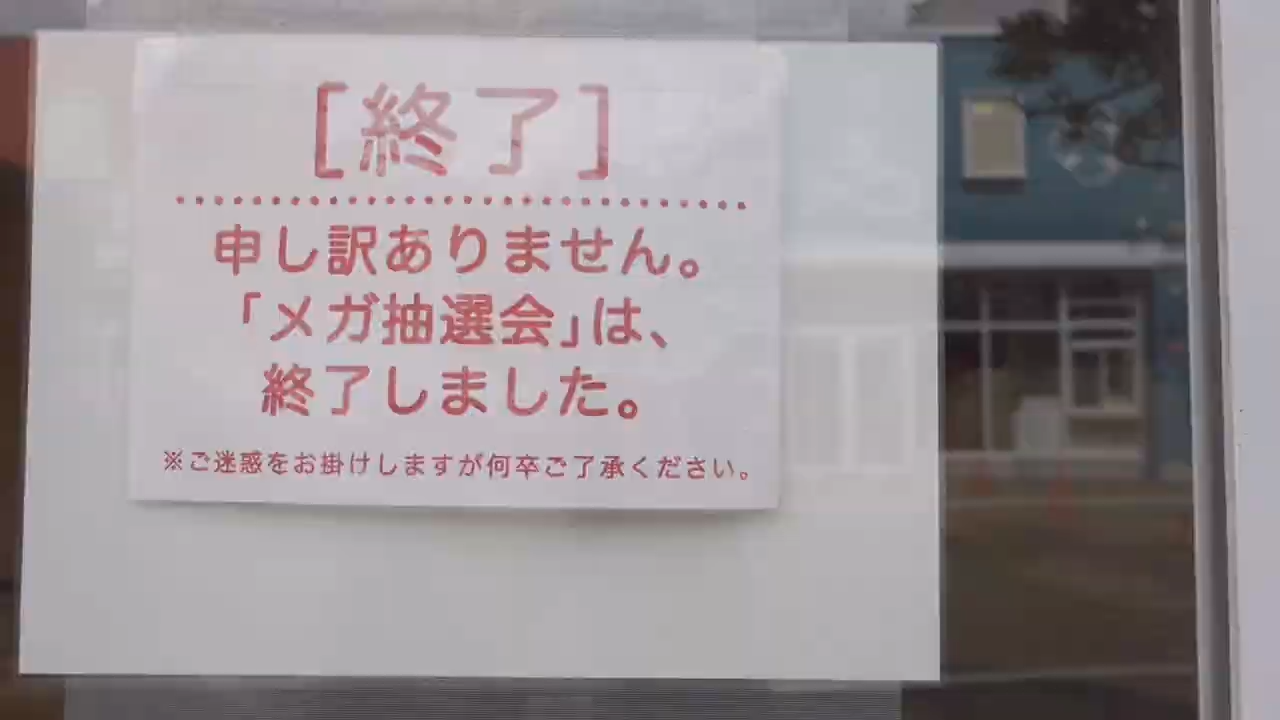 [終了]
申し訳ありません。
「メガ抽選会」は、
終了しました。
※ご迷惑をお掛けしますが何卒ご了承ください。